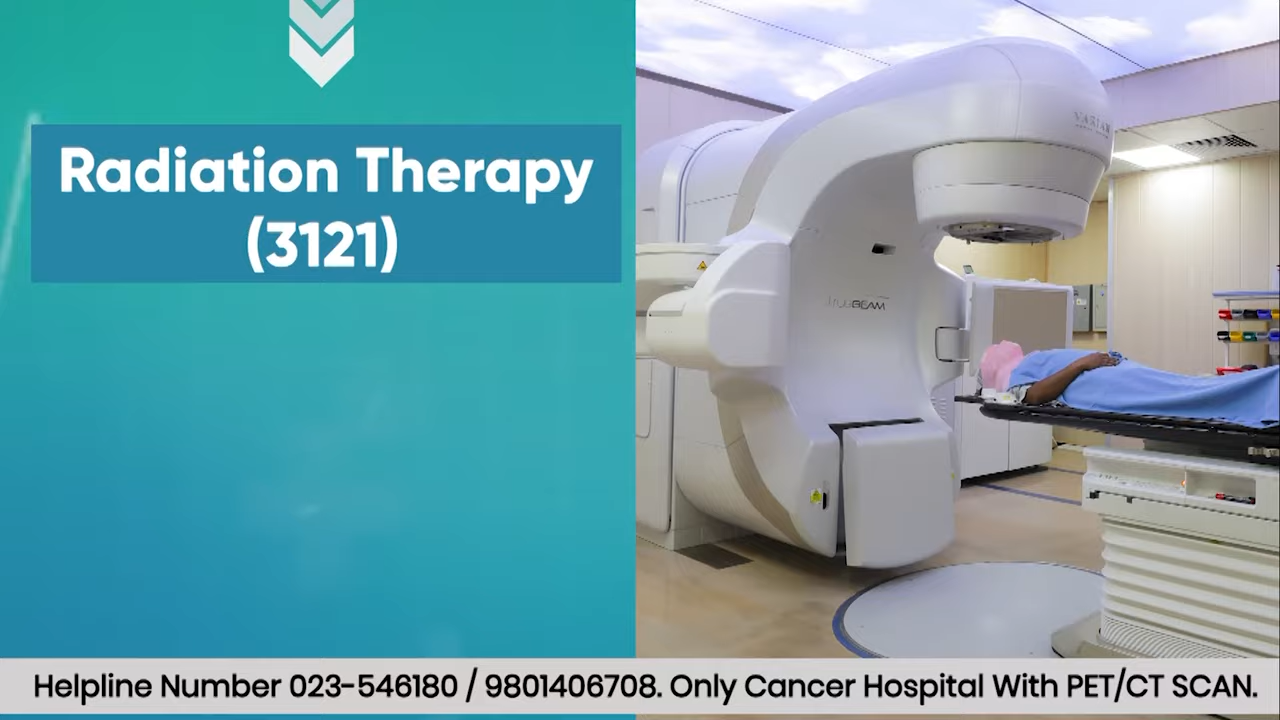 Radiation Therapy
(3121)
VARIAN
TrueBEAM
Helpline Number 023-546180 / 9801406708. Only Cancer Hospital With PET/CT SCAN.